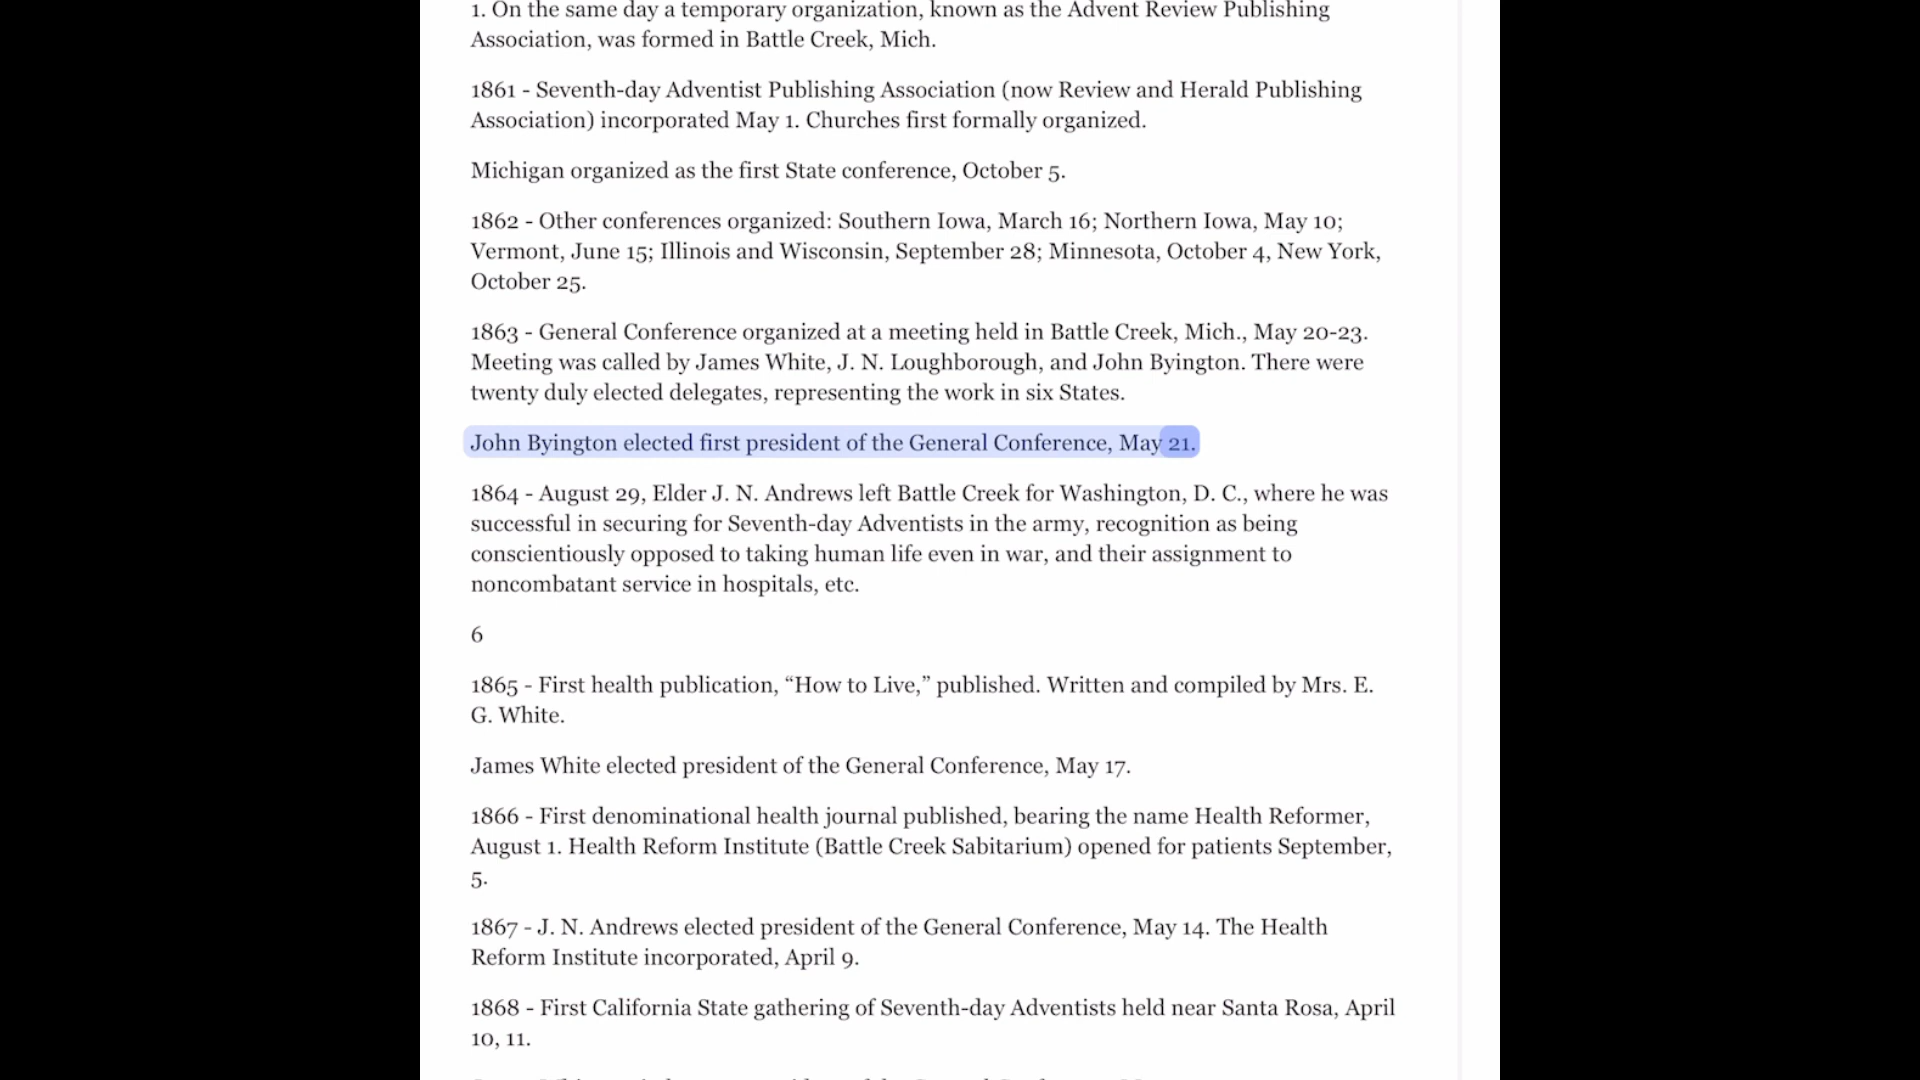 1. On the same day a temporary organization, known as the Advent Review Publishing
Association, was formed in Battle Creek, Mich.
1861 - Seventh-day Adventist Publishing Association (now Review and Herald Publishing
Association) incorporated May 1. Churches first formally organized.
Michigan organized as the first State conference, October 5.
1862 - Other conferences organized: Southern Iowa, March 16; Northern Iowa, May 10;
Vermont, June 15; Illinois and Wisconsin, September 28; Minnesota, October 4, New York,
October 25.
1863 - General Conference organized at a meeting held in Battle Creek, Mich., May 20-23.
Meeting was called by James White, J. N. Loughborough, and John Byington. There were
twenty duly elected delegates, representing the work in six States.
John Byington elected first president of the General Conference, May 21.
1864 - August 29, Elder J. N. Andrews left Battle Creek for Washington, D. C., where he was
successful in securing for Seventh-day Adventists in the army, recognition as being
conscientiously opposed to taking human life even in war, and their assignment to
noncombatant service in hospitals, etc.
6
1865 - First health publication, “How to Live,” published. Written and compiled by Mrs. E.
G. White.
James White elected president of the General Conference, May 17.
1866 - First denominational health journal published, bearing the name Health Reformer,
August 1. Health Reform Institute (Battle Creek Sabitarium) opened for patients September,
5.
1867 - J. N. Andrews elected president of the General Conference, May 14. The Health
Reform Institute incorporated, April 9.
1868 - First California State gathering of Seventh-day Adventists held near Santa Rosa, April
10, 11.